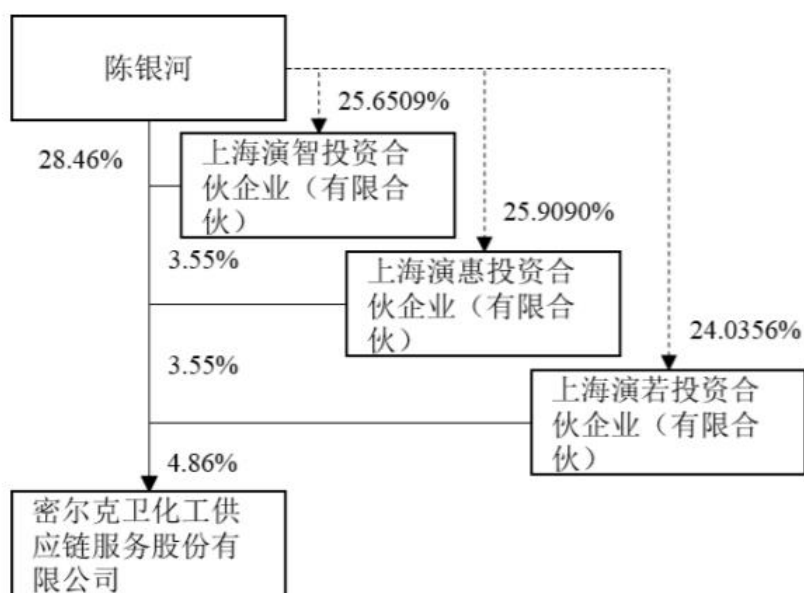 陈银河
25.6509%
28.46%
上海演智投资合
伙企业（有限合
伙）
25.9090%
3.55%
上海演惠投资合
伙企业（有限合
伙）
24.0356%
3.55%
上海演若投资合
伙企业（有限合
伙）
4.86%
密尔克卫化工供
应链服务股份有
限公司